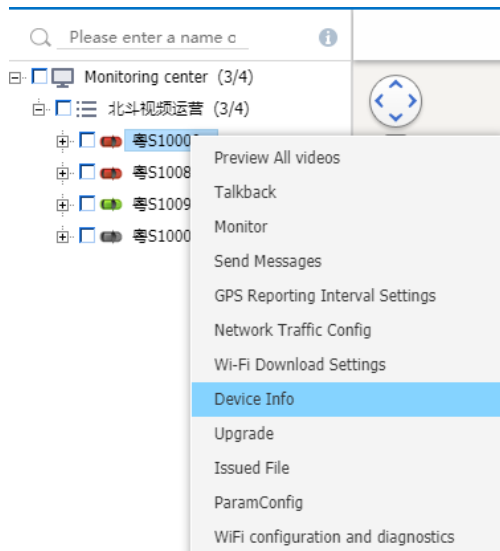 Please enter a name o
Monitoring center (3/4)
北斗视频运营 (3/4)
粤S1000
粤S1008
粤S1009
粤S1000
Preview All videos
Talkback
Monitor
Send Messages
GPS Reporting Interval Settings
Network Traffic Config
Wi-Fi Download Settings
Device Info
Upgrade
Issued File
ParamConfig
WiFi configuration and diagnostics